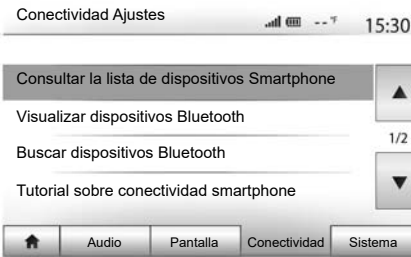 Conectividad Ajustes
-- °F 15:30
Consultar la lista de dispositivos Smartphone
Visualizar dispositivos Bluetooth
1/2
Buscar dispositivos Bluetooth
Tutorial sobre conectividad smartphone
Audio Pantalla Conectividad Sistema